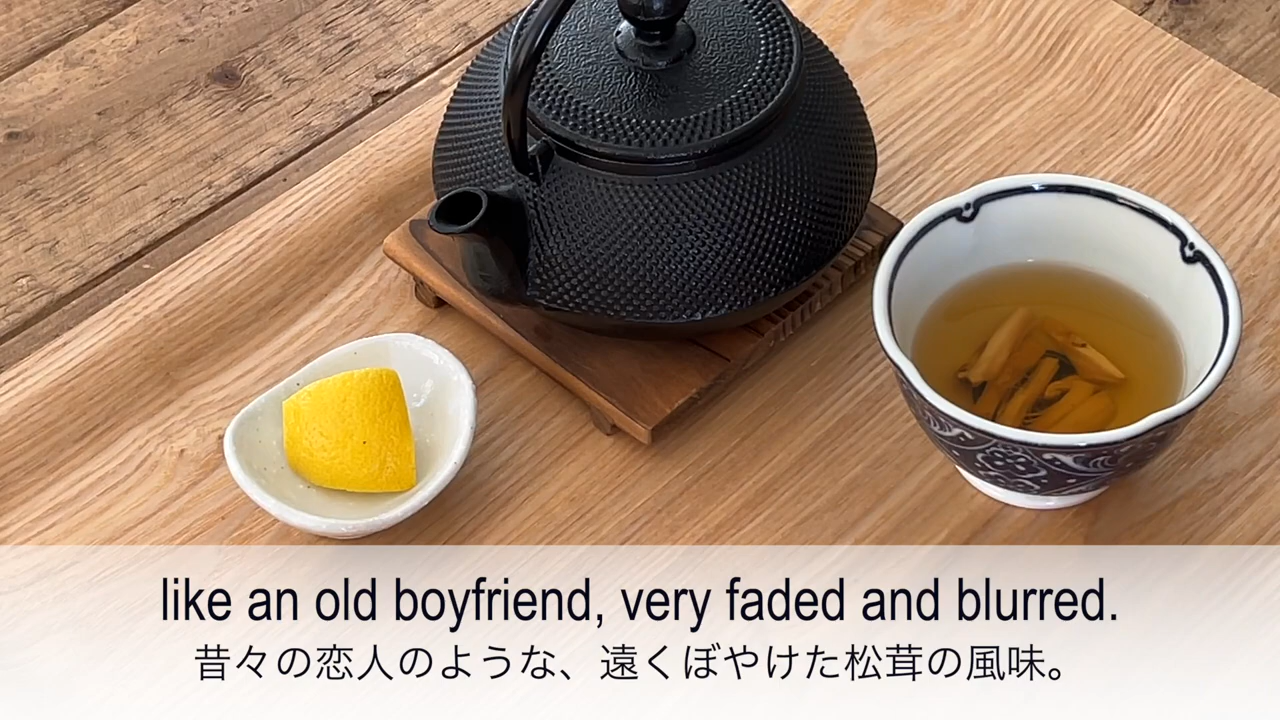 like an old boyfriend, very faded and blurred.
昔々の恋人のような、遠くぼやけた松茸の風味。